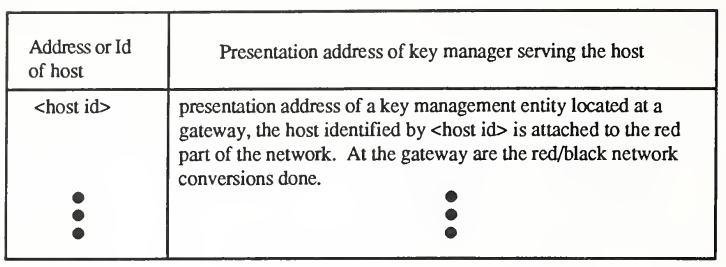 Address or Id
of host
Presentation address of key manager serving the host
<host id>
presentation address of a key management entity located at a
gateway, the host identified by <host id> is attached to the red
part of the network. At the gateway are the red/black network
conversions done.